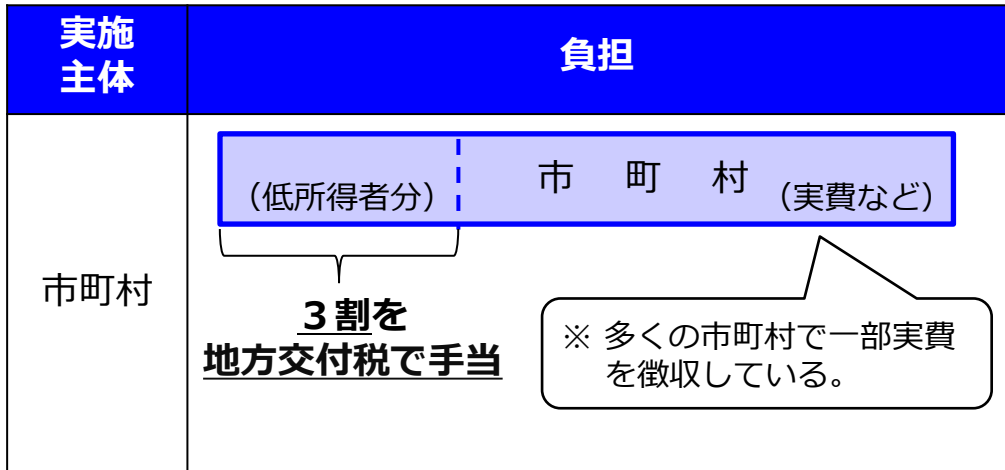 実施
主体
負担
市町村
（低所得者分）
市 町 村
（実費など）
３割を
地方交付税で手当
※ 多くの市町村で一部実費
を徴収している。